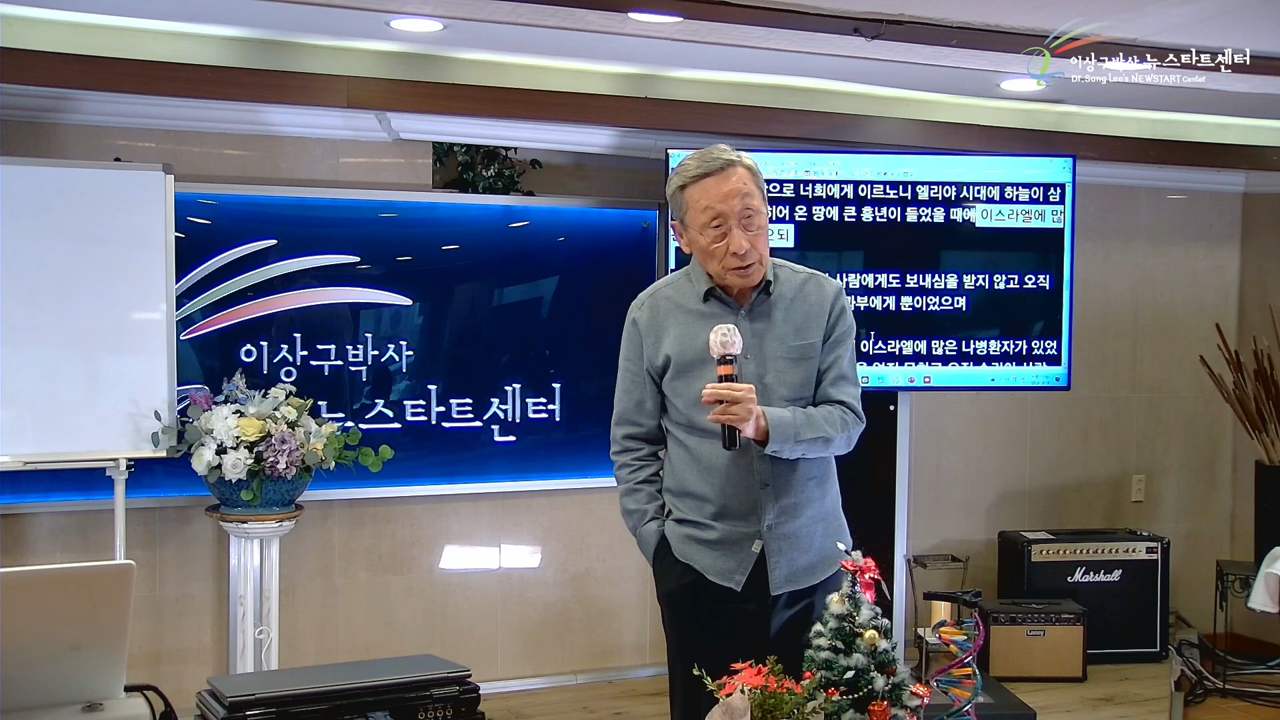 이상구박사 뉴스타트센터
Dr. Sang Lee's NEWSTART Center
으로 너희에게 이르노니 엘리야 시대에 하늘이 삼
히어 온 땅에 큰 흉년이 들었을 때에 이스라엘에 많
으되
사람에게도 보내심을 받지 않고 오직
과부에게 뿐이었으며
이스라엘에 많은 나병환자가 있었
이상구박사
뉴스타트센터
Marshall
Laney